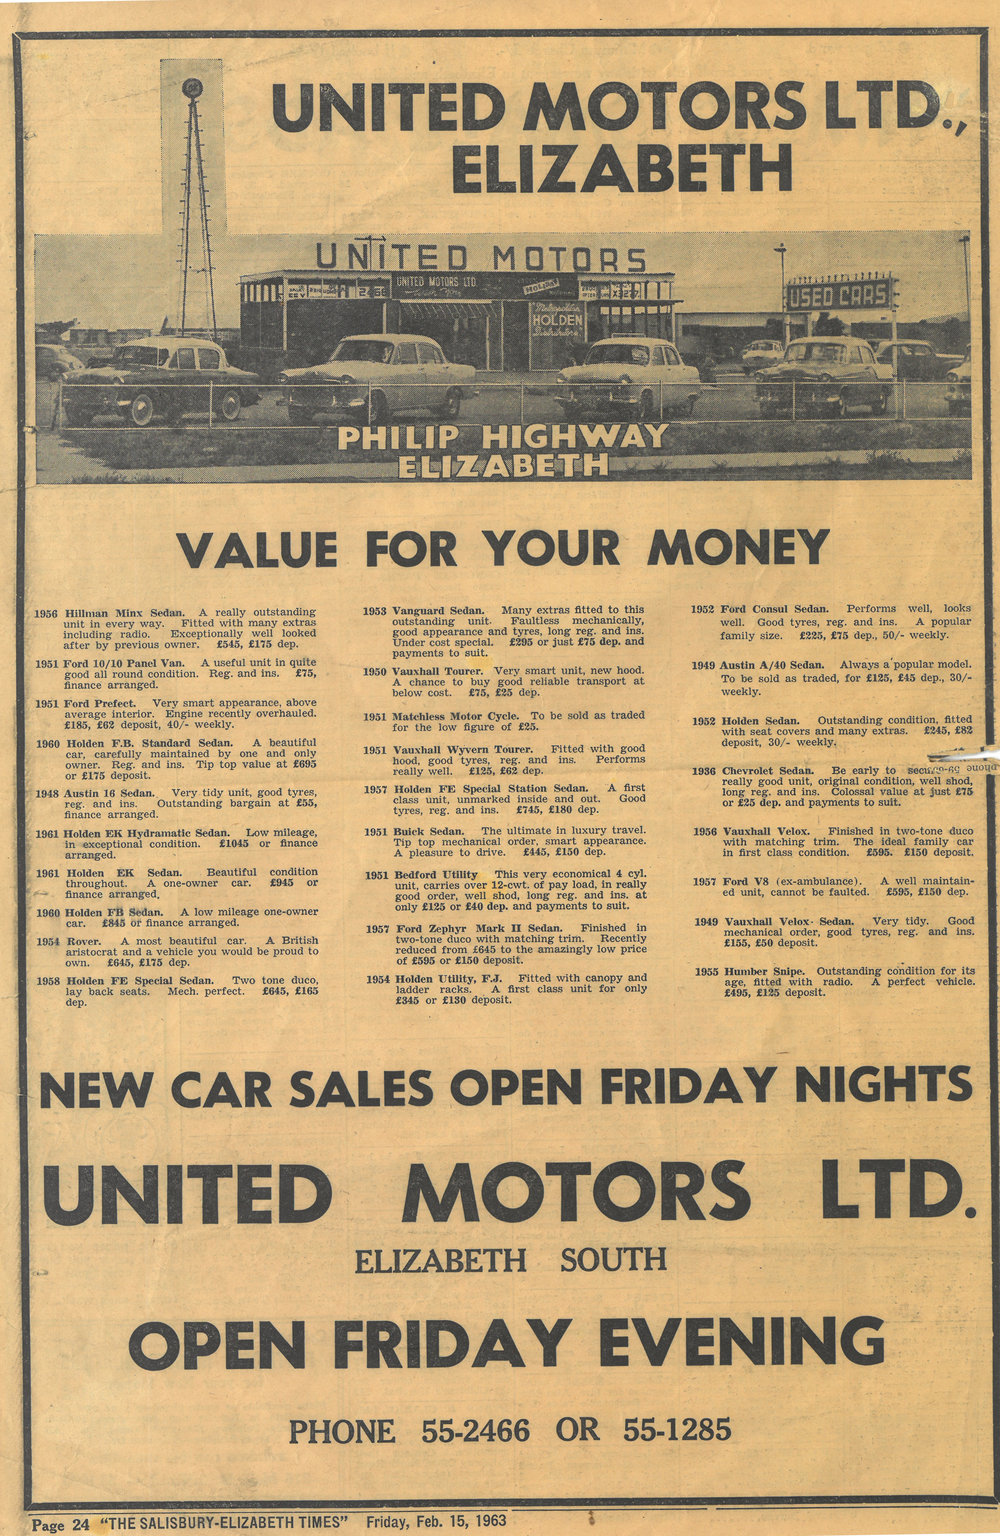 UNITED MOTORS LTD.,
ELIZABETH
UNITED MOTORS
UNITED MOTORS LTD.
HOLDEN
Metropolitan
HOLDEN
Distributors
USED CARS
PHILIP HIGHWAY
ELIZABETH
VALUE FOR YOUR MONEY
1956 Hillman Minx Sedan. A really outstanding
unit in every way. Fitted with many extras
including radio. Exceptionally well looked
after by previous owner. £545, £175 dep.
1951 Ford 10/10 Panel Van. A useful unit in quite
good all round condition. Reg. and ins. £75,
finance arranged.
1951 Ford Prefect. Very smart appearance, above
average interior. Engine recently overhauled.
£185, £62 deposit, 40/- weekly.
1960 Holden F.B. Standard Sedan. A beautiful
car, carefully maintained by one and only
owner. Reg. and ins. Tip top value at £695
or £175 deposit.
1948 Austin 16 Sedan. Very tidy unit, good tyres,
reg. and ins. Outstanding bargain at £55,
finance arranged.
1961 Holden EK Hydramatic Sedan. Low mileage,
in exceptional condition. £1045 or finance
arranged.
1961 Holden EK Sedan. Beautiful condition
throughout. A one-owner car. £945 or
finance arranged.
1960 Holden FB Sedan. A low mileage one-owner
car. £845 or finance arranged.
1954 Rover. A most beautiful car. A British
aristocrat and a vehicle you would be proud to
own. £645, £175 dep.
1958 Holden FE Special Sedan. Two tone duco,
lay back seats. Mech. perfect. £645, £165
dep.
1953 Vanguard Sedan. Many extras fitted to this
outstanding unit. Faultless mechanically,
good appearance and tyres, long reg. and ins.
Under cost special. £295 or just £75 dep. and
payments to suit.
1950 Vauxhall Tourer. Very smart unit, new hood.
A chance to buy good reliable transport at
below cost. £75, £25 dep.
1951 Matchless Motor Cycle. To be sold as traded
for the low figure of £25.
1951 Vauxhall Wyvern Tourer. Fitted with good
hood, good tyres, reg. and ins. Performs
really well. £125, £62 dep.
1957 Holden FE Special Station Sedan. A first
class unit, unmarked inside and out. Good
tyres, reg. and ins. £745, £180 dep.
1951 Buick Sedan. The ultimate in luxury travel.
Tip top mechanical order, smart appearance.
A pleasure to drive. £445, £150 dep.
1951 Bedford Utility This very economical 4 cyl.
unit, carries over 12-cwt. of pay load, in really
good order, well shod, long reg. and ins. at
only £125 or £40 dep. and payments to suit.
1957 Ford Zephyr Mark II Sedan. Finished in
two-tone duco with matching trim. Recently
reduced from £645 to the amazingly low price
of £595 or £150 deposit.
1954 Holden Utility, F.J. Fitted with canopy and
ladder racks. A first class unit for only
£345 or £130 deposit.
1952 Ford Consul Sedan. Performs well, looks
well. Good tyres, reg. and ins. A popular
family size. £225, £75 dep., 50/- weekly.
1949 Austin A/40 Sedan. Always a popular model.
To be sold as traded, for £125, £45 dep., 30/-
weekly.
1952 Holden Sedan. Outstanding condition, fitted
with seat covers and many extras. £245, £82
deposit, 30/- weekly.
1936 Chevrolet Sedan. Be early to secure
really good unit, original condition, well shod,
long reg. and ins. Colossal value at just £75
or £25 dep. and payments to suit.
1956 Vauxhall Velox. Finished in two-tone duco
with matching trim. The ideal family car
in first class condition. £595. £150 deposit.
1957 Ford V8 (ex-ambulance). A well maintain-
ed unit, cannot be faulted. £595, £150 dep.
1949 Vauxhall Velox Sedan. Very tidy. Good
mechanical order, good tyres, reg. and ins.
£155, £50 deposit.
1955 Humber Snipe. Outstanding condition for its
age, fitted with radio. A perfect vehicle.
£495, £125 deposit.
NEW CAR SALES OPEN FRIDAY NIGHTS
UNITED MOTORS LTD.
ELIZABETH SOUTH
OPEN FRIDAY EVENING
PHONE 55-2466 OR 55-1285
Page 24 "THE SALISBURY-ELIZABETH TIMES" Friday, Feb. 15, 1963